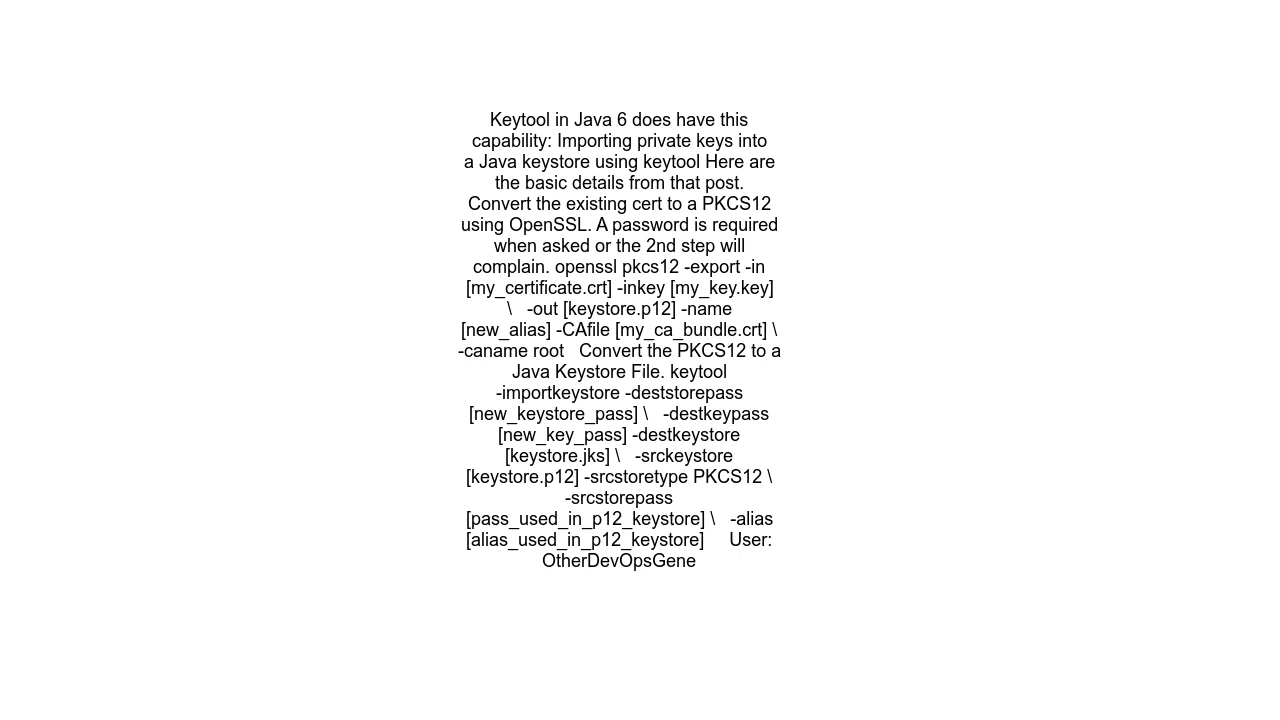 Keytool in Java 6 does have this
capability: Importing private keys into
a Java keystore using keytool Here are
the basic details from that post.
Convert the existing cert to a PKCS12
using OpenSSL. A password is required
when asked or the 2nd step will
complain. openssl pkcs12 -export -in
[my_certificate.crt] -inkey [my_key.key]
\   -out [keystore.p12] -name
[new_alias] -CAfile [my_ca_bundle.crt] \
-caname root   Convert the PKCS12 to a
Java Keystore File. keytool
-importkeystore -deststorepass
[new_keystore_pass] \   -destkeypass
[new_key_pass] -destkeystore
[keystore.jks] \   -srckeystore
[keystore.p12] -srcstoretype PKCS12 \
-srcstorepass
[pass_used_in_p12_keystore] \   -alias
[alias_used_in_p12_keystore]     User:
OtherDevOpsGene